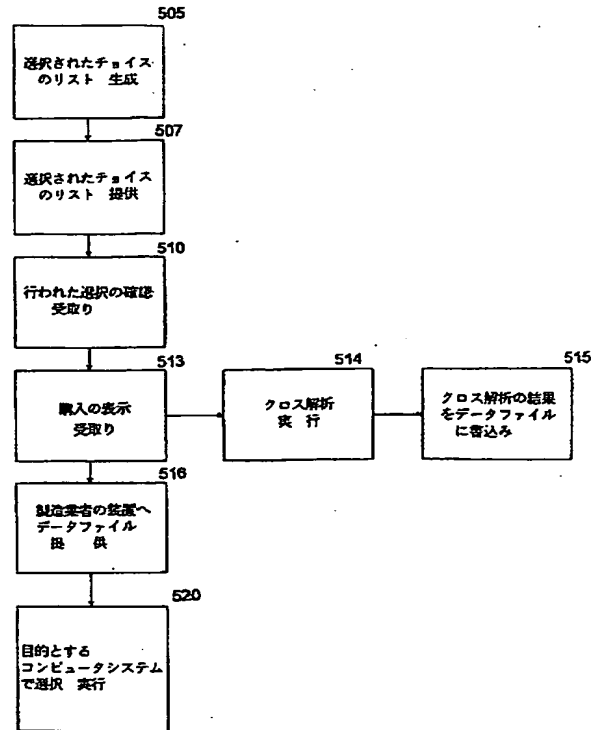 505
選択されたチョイス
のリスト 生成
507
選択されたチョイス
のリスト 提供
510
行われた選択の確認
受取り
513
購入の表示
受取り
514
クロス解析
実 行
515
クロス解析の結果
をデータファイル
に書込み
516
製造業者の装置へ
データファイル
提 供
520
目的とする
コンピュータシステム
で選択 実行